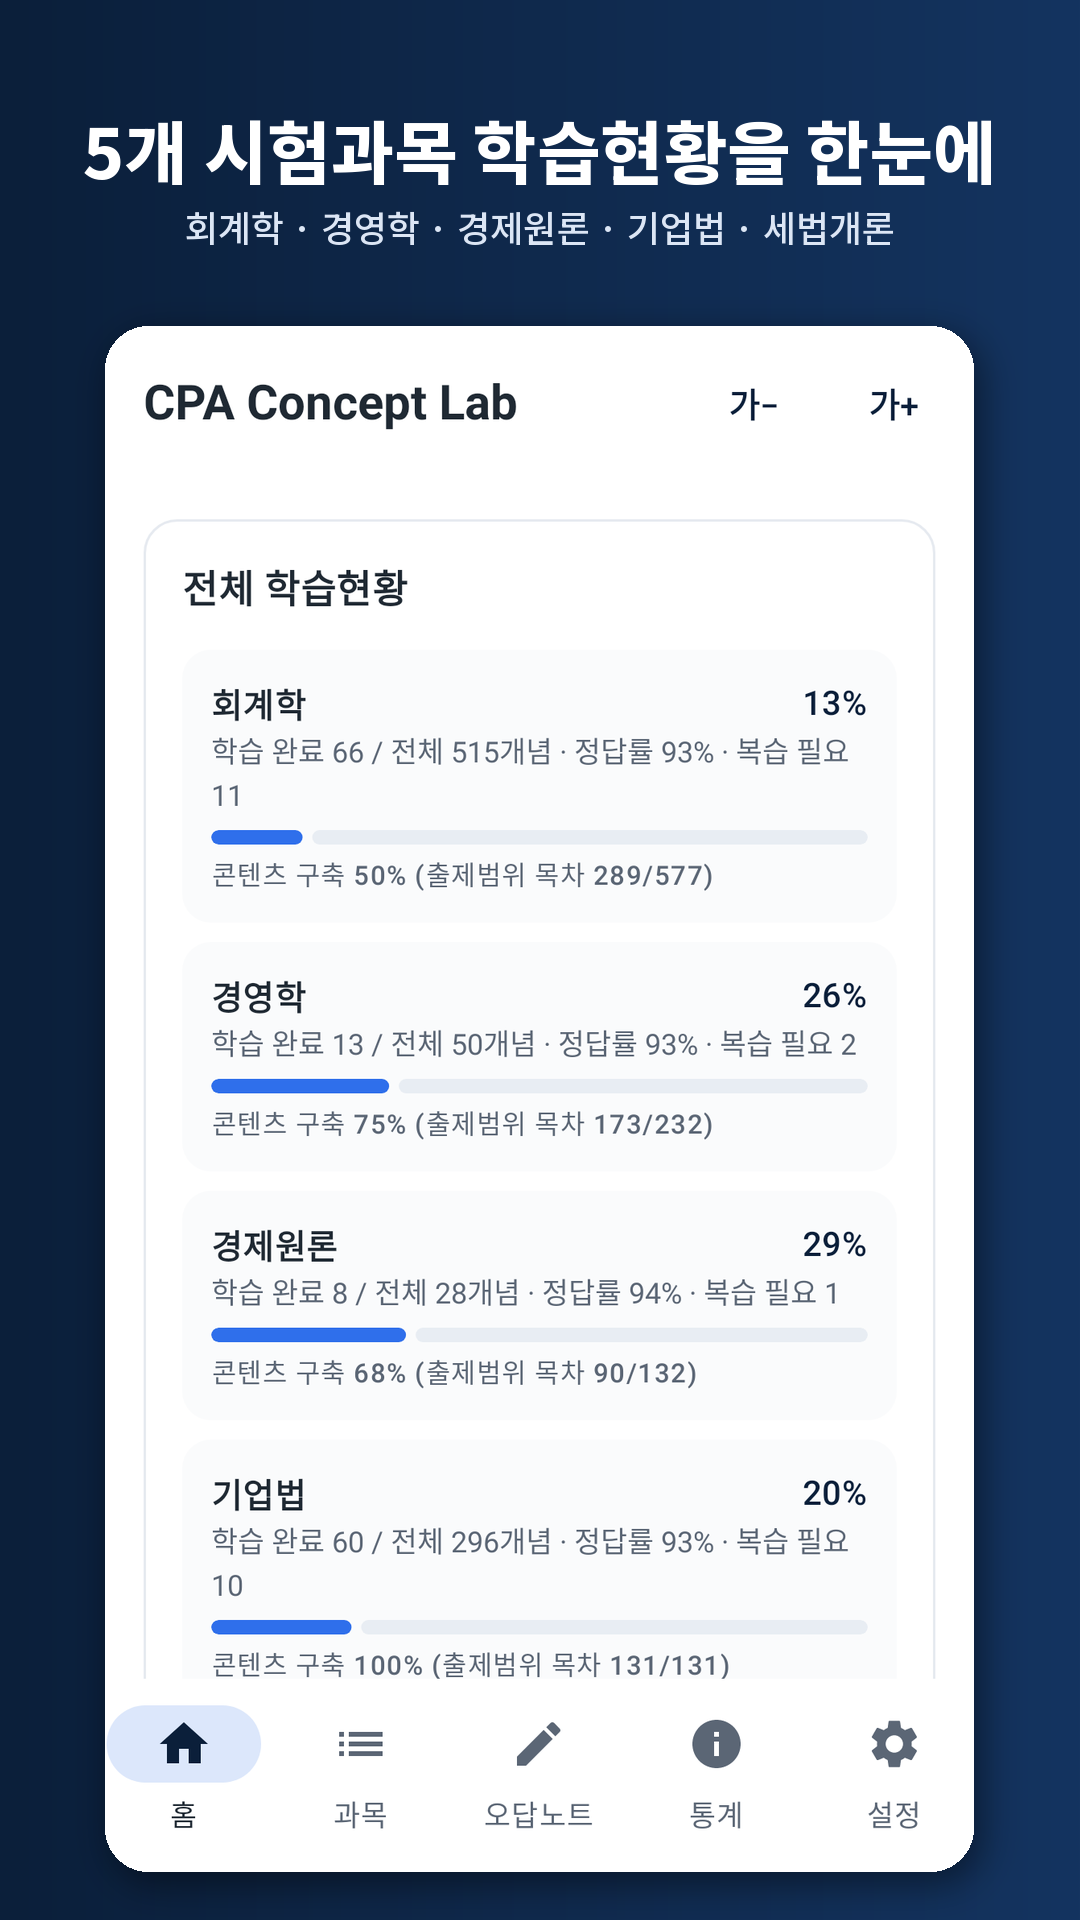 5개 시험과목 학습현황을 한눈에
회계학 · 경영학 · 경제원론 · 기업법 · 세법개론
CPA Concept Lab 가- 가+
전체 학습현황
회계학 13%
학습 완료 66 / 전체 515개념 · 정답률 93% · 복습 필요
11
콘텐츠 구축 50% (출제범위 목차 289/577)
경영학 26%
학습 완료 13 / 전체 50개념 · 정답률 93% · 복습 필요 2
콘텐츠 구축 75% (출제범위 목차 173/232)
경제원론 29%
학습 완료 8 / 전체 28개념 · 정답률 94% · 복습 필요 1
콘텐츠 구축 68% (출제범위 목차 90/132)
기업법 20%
학습 완료 60 / 전체 296개념 · 정답률 93% · 복습 필요
10
콘텐츠 구축 100% (출제범위 목차 131/131)
홈 과목 오답노트 통계 설정